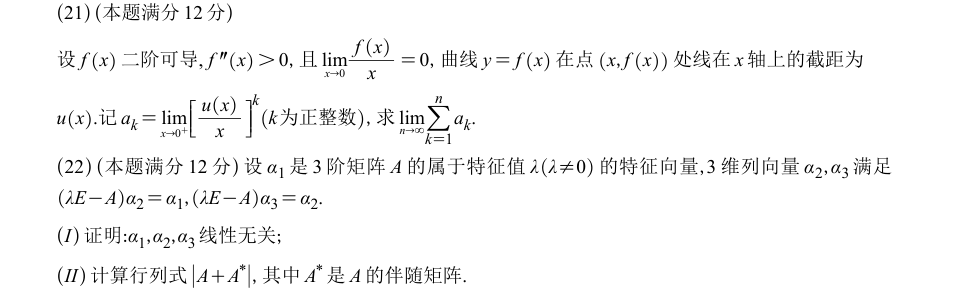 (21) (本题满分 12 分)
设 f(x) 二阶可导, f″(x) > 0, 且 lim_{x→0} f(x)/x = 0, 曲线 y = f(x) 在点 (x, f(x)) 处线在 x 轴上的截距为
u(x).记 a_k = lim_{x→0⁺} [u(x)/x]^k (k 为正整数), 求 lim_{n→∞} ∑_{k=1}^{n} a_k.
(22) (本题满分 12 分) 设 α₁ 是 3 阶矩阵 A 的属于特征值 λ(λ≠0) 的特征向量,3 维列向量 α₂,α₃ 满足
(λE−A)α₂ = α₁,(λE−A)α₃ = α₂.
(I) 证明:α₁,α₂,α₃ 线性无关;
(II) 计算行列式 |A+A*|, 其中 A* 是 A 的伴随矩阵.